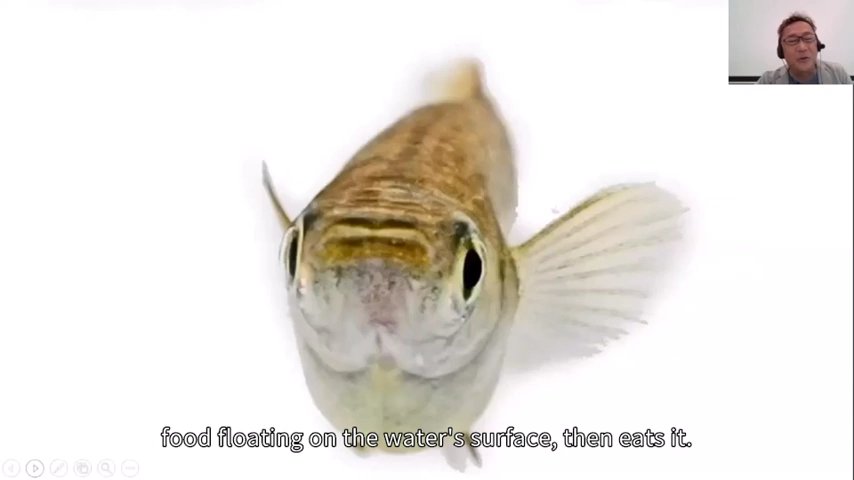 food floating on the water's surface, then eats it.